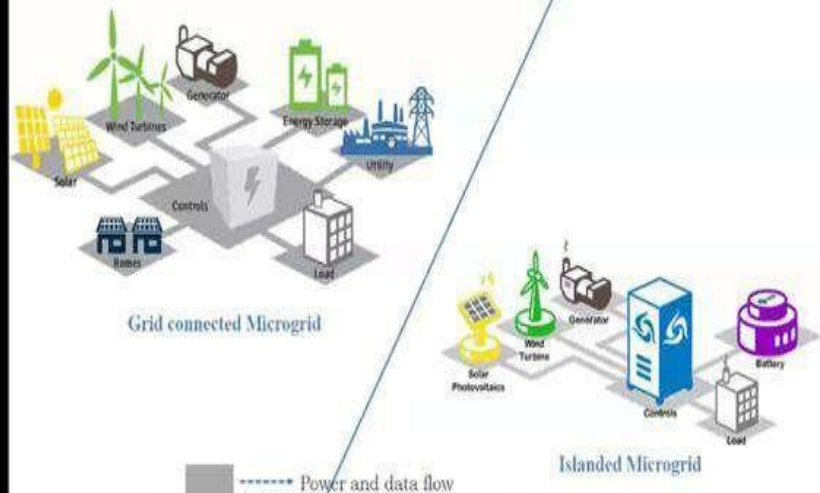 Generator
Wind Turbines
Energy Storage
Utility
Solar
Controls
Homes
Load
Grid connected Microgrid
Generator
Wind
Turbine
Solar
Photovoltaics
Battery
Controls
Load
Islanded Microgrid
Power and data flow